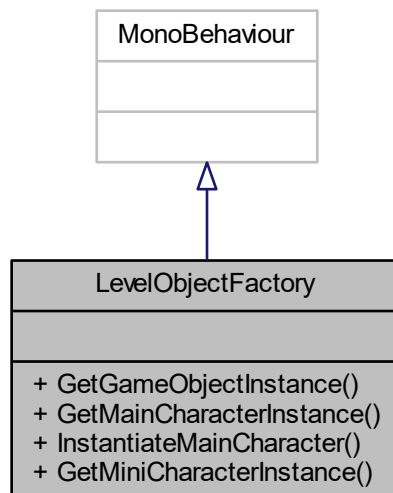 MonoBehaviour
LevelObjectFactory
+ GetGameObjectInstance()
+ GetMainCharacterInstance()
+ InstantiateMainCharacter()
+ GetMiniCharacterInstance()